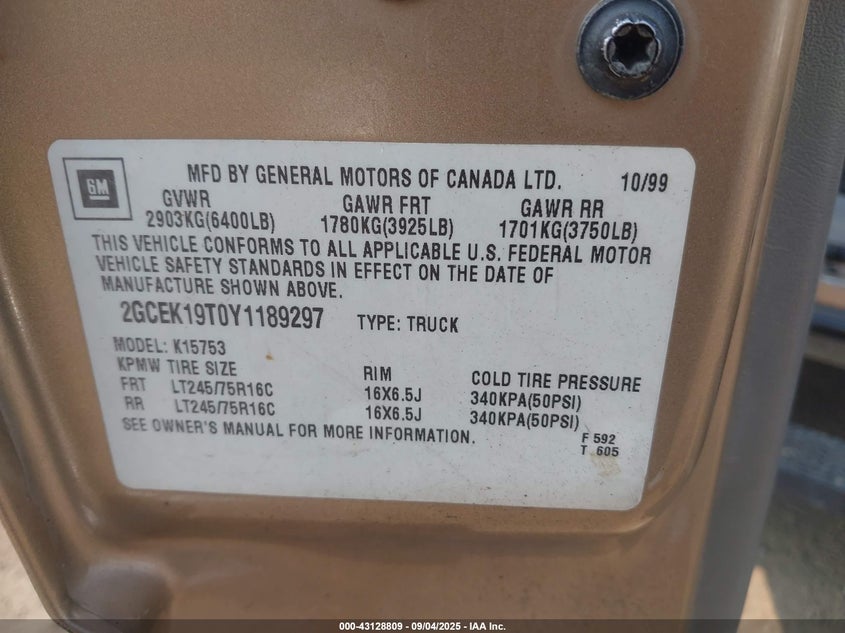 GM
MFD BY GENERAL MOTORS OF CANADA LTD. 10/99
GVWR GAWR FRT GAWR RR
2903KG(6400LB) 1780KG(3925LB) 1701KG(3750LB)
THIS VEHICLE CONFORMS TO ALL APPLICABLE U.S. FEDERAL MOTOR
VEHICLE SAFETY STANDARDS IN EFFECT ON THE DATE OF
MANUFACTURE SHOWN ABOVE.
2GCEK19T0Y1189297 TYPE: TRUCK
MODEL: K15753
KPMW TIRE SIZE RIM COLD TIRE PRESSURE
FRT LT245/75R16C 16X6.5J 340KPA(50PSI)
RR LT245/75R16C 16X6.5J 340KPA(50PSI)
SEE OWNER'S MANUAL FOR MORE INFORMATION.
F 592
T 605
000-43128809 - 09/04/2025 - IAA Inc.